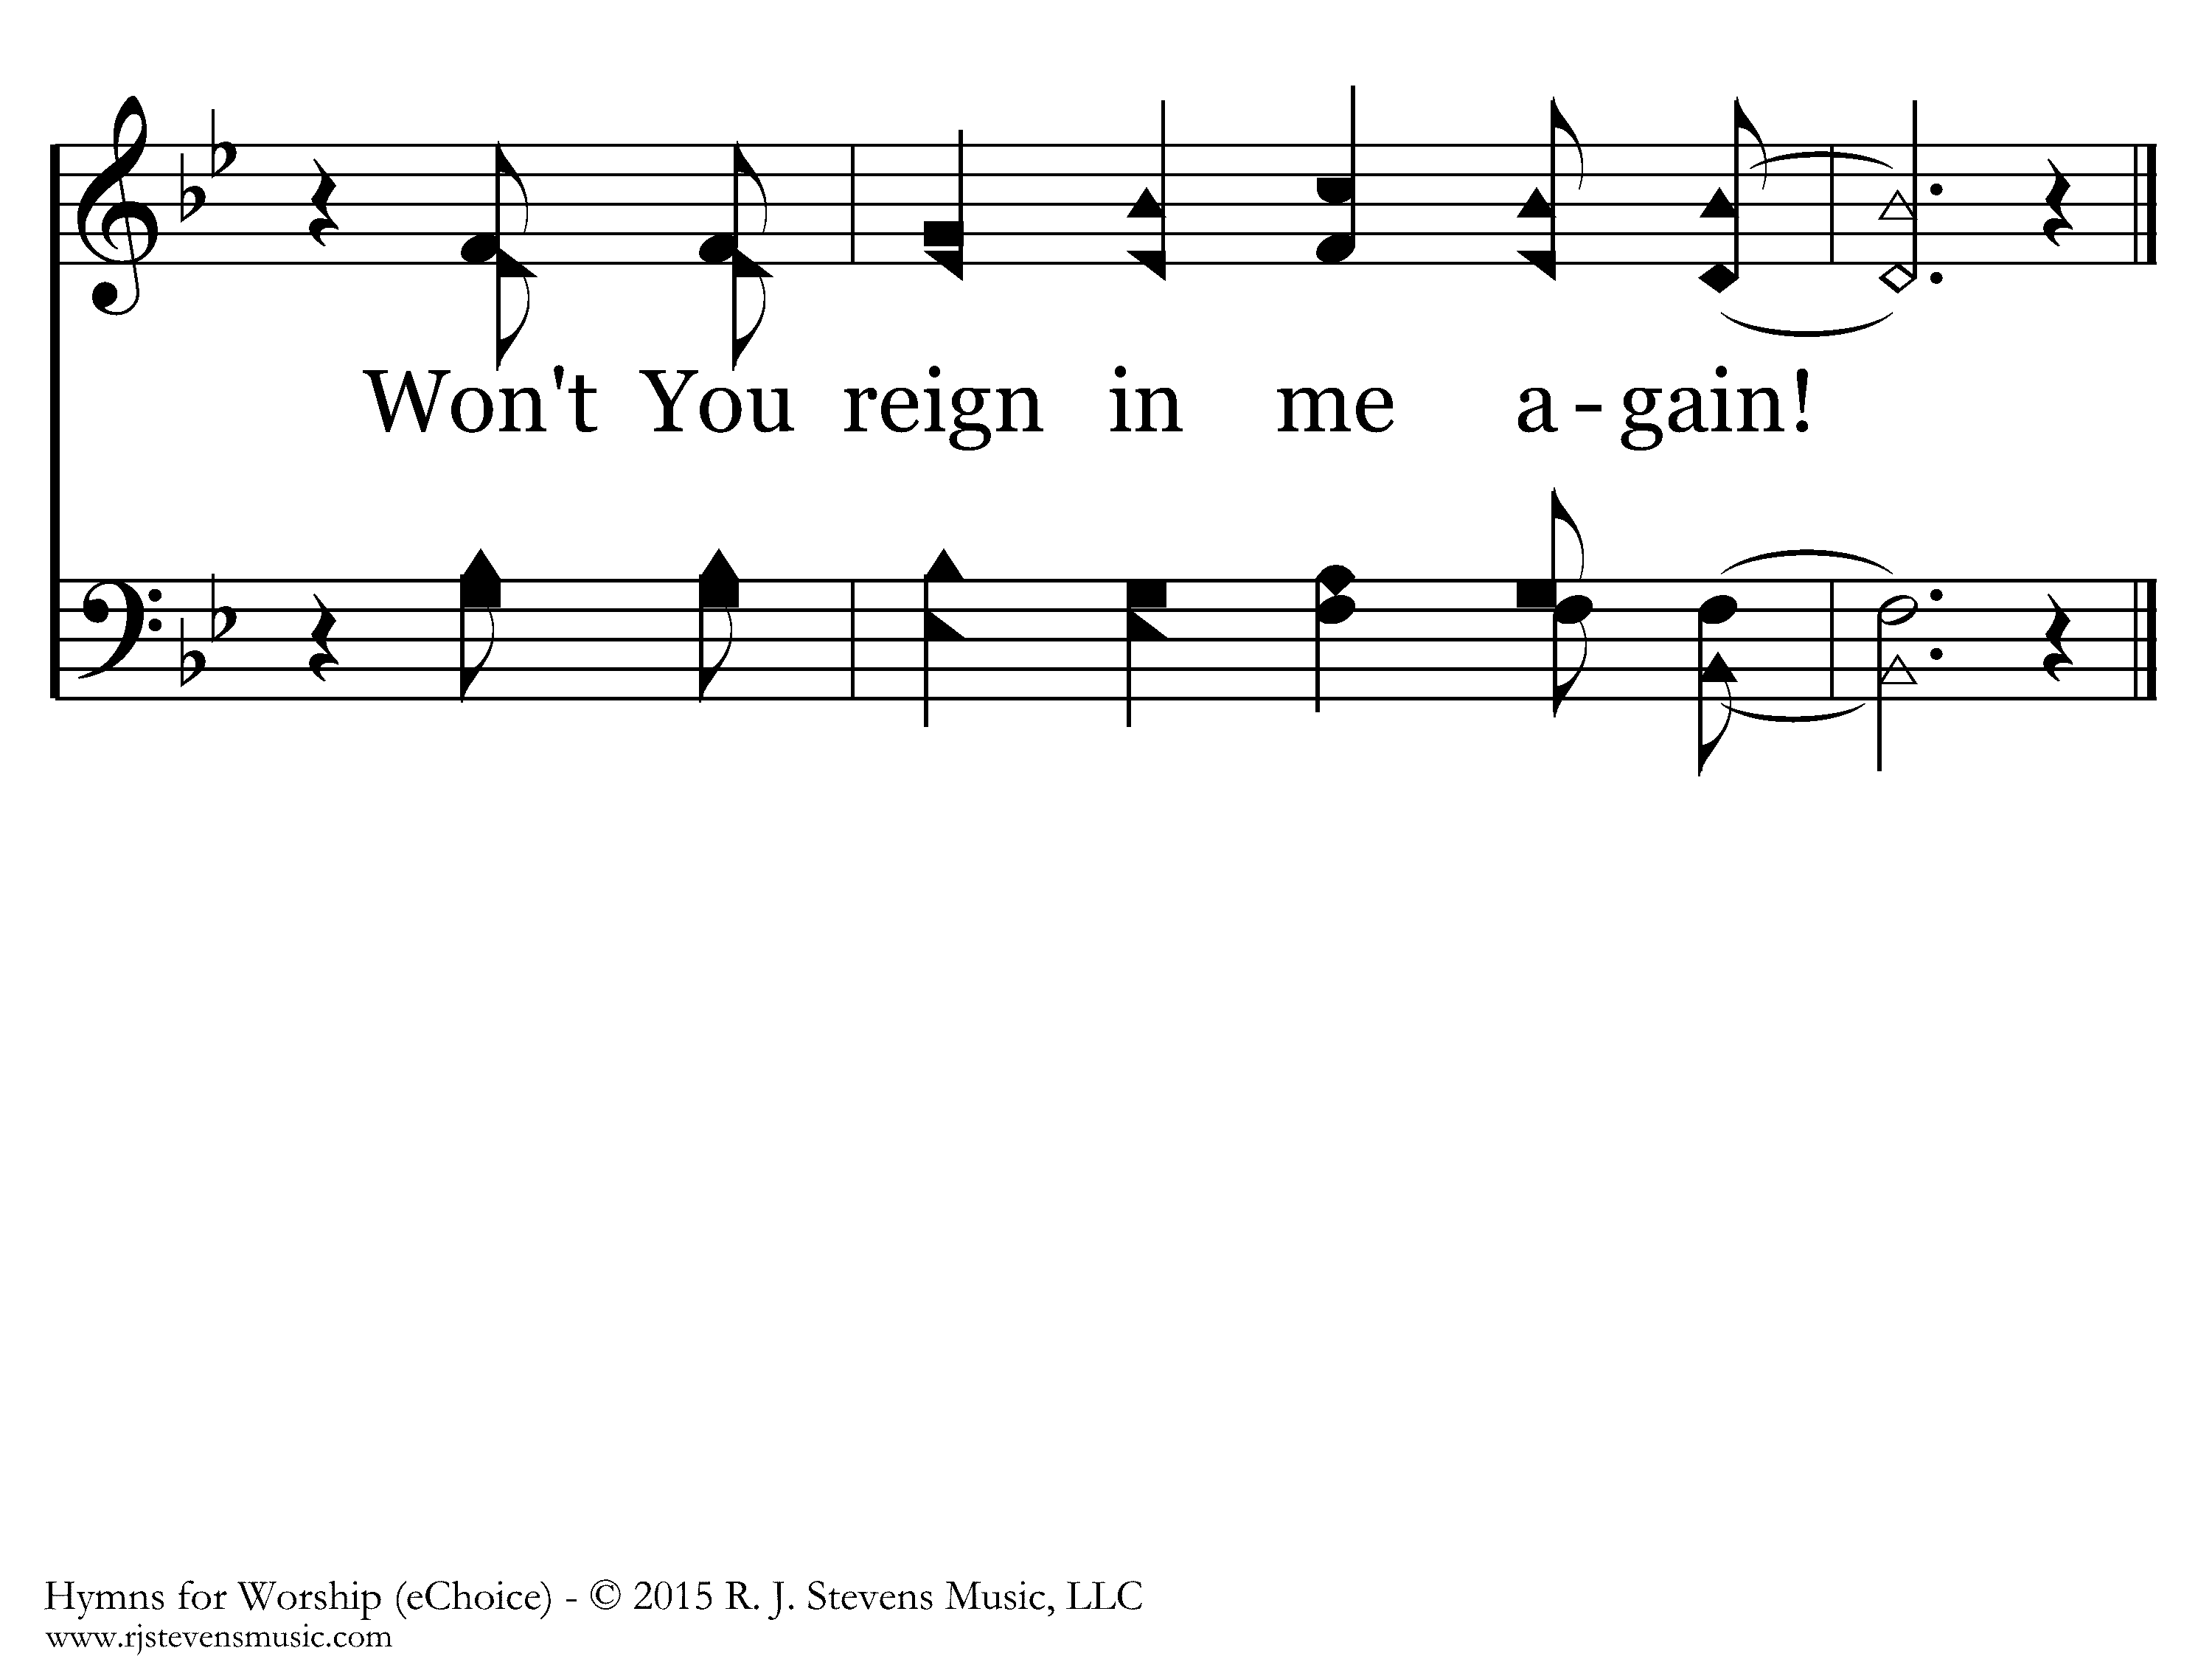 Won't You reign in me a-gain!
Hymns for Worship (eChoice) - © 2015 R. J. Stevens Music, LLC
www.rjstevensmusic.com